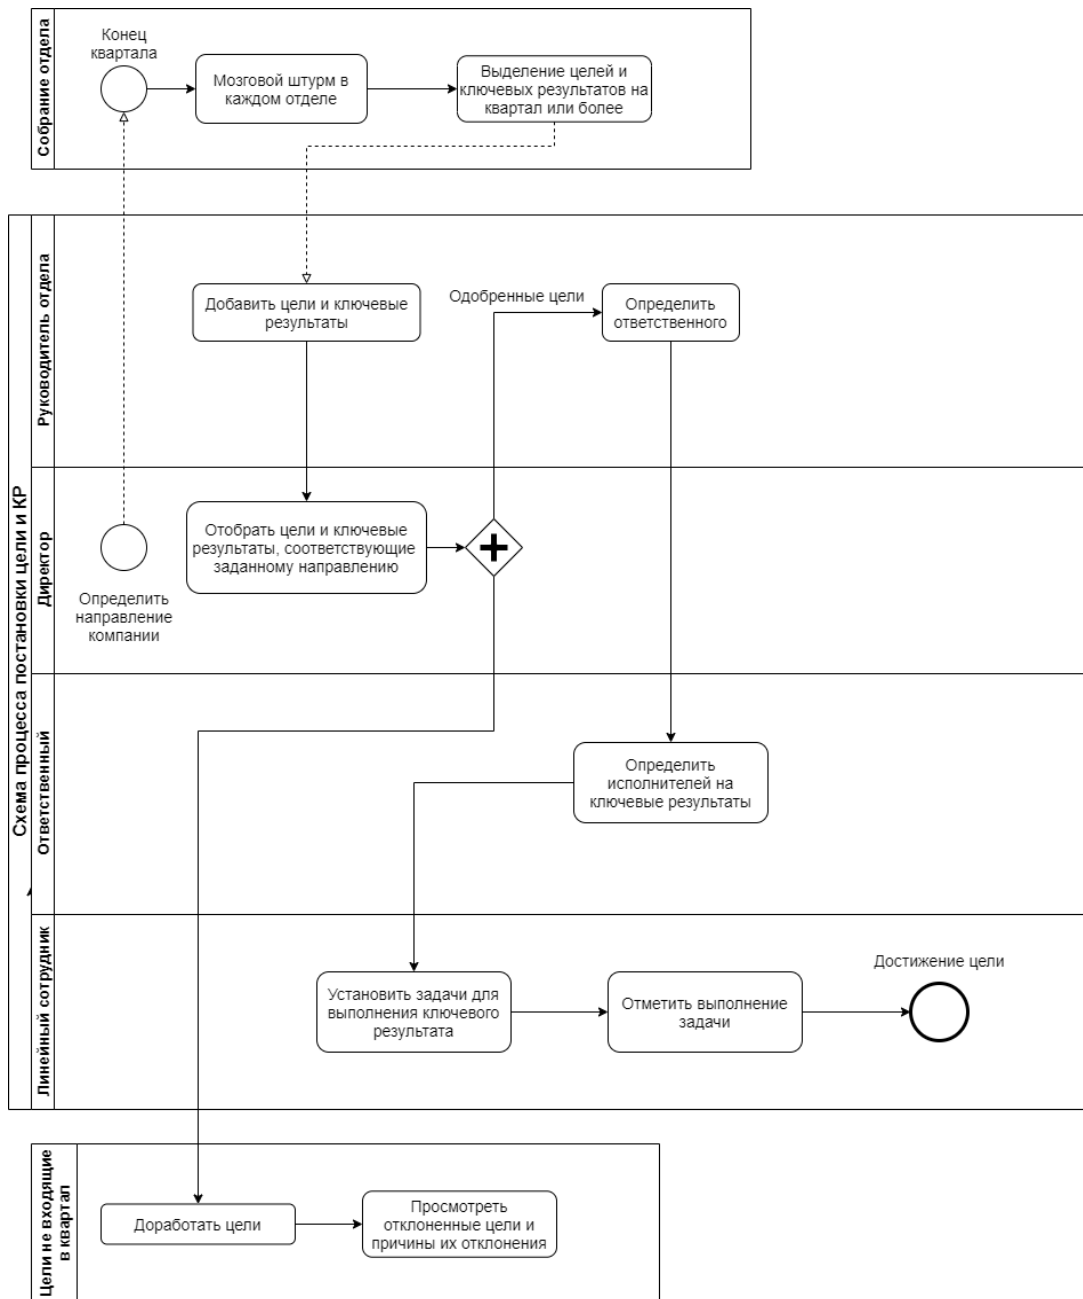 Собрание отдела
Конец
квартала
Мозговой штурм в
каждом отделе
Выделение целей и
ключевых результатов на
квартал или более
Схема процесса постановки цели и КР
Руководитель отдела
Добавить цели и ключевые
результаты
Одобренные цели
Определить
ответственного
Директор
Отобрать цели и ключевые
результаты, соответствующие
заданному направлению
Определить
направление
компании
Ответственный
Определить
исполнителей на
ключевые результаты
Линейный сотрудник
Установить задачи для
выполнения ключевого
результата
Отметить выполнение
задачи
Достижение цели
Цели не входящие
в квартал
Доработать цели
Просмотреть
отклоненные цели и
причины их отклонения